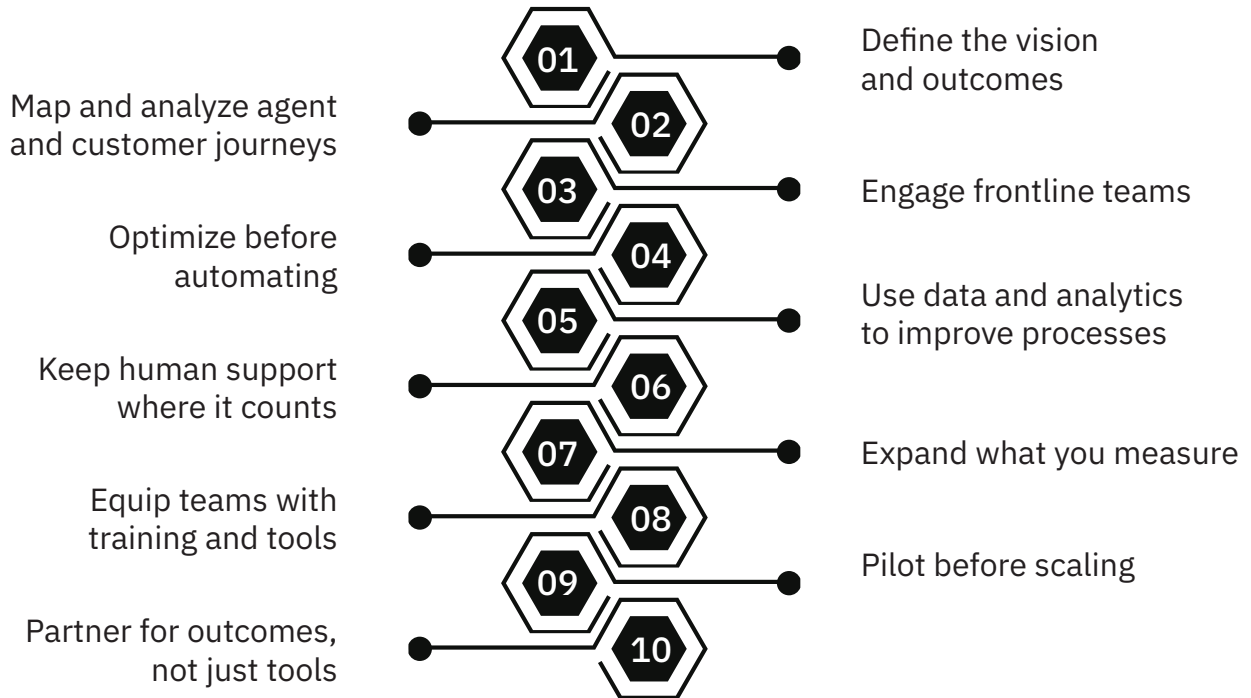 01
Define the vision
and outcomes
Map and analyze agent
and customer journeys
02
03
Engage frontline teams
Optimize before
automating
04
05
Use data and analytics
to improve processes
Keep human support
where it counts
06
07
Expand what you measure
Equip teams with
training and tools
08
09
Pilot before scaling
Partner for outcomes,
not just tools
10